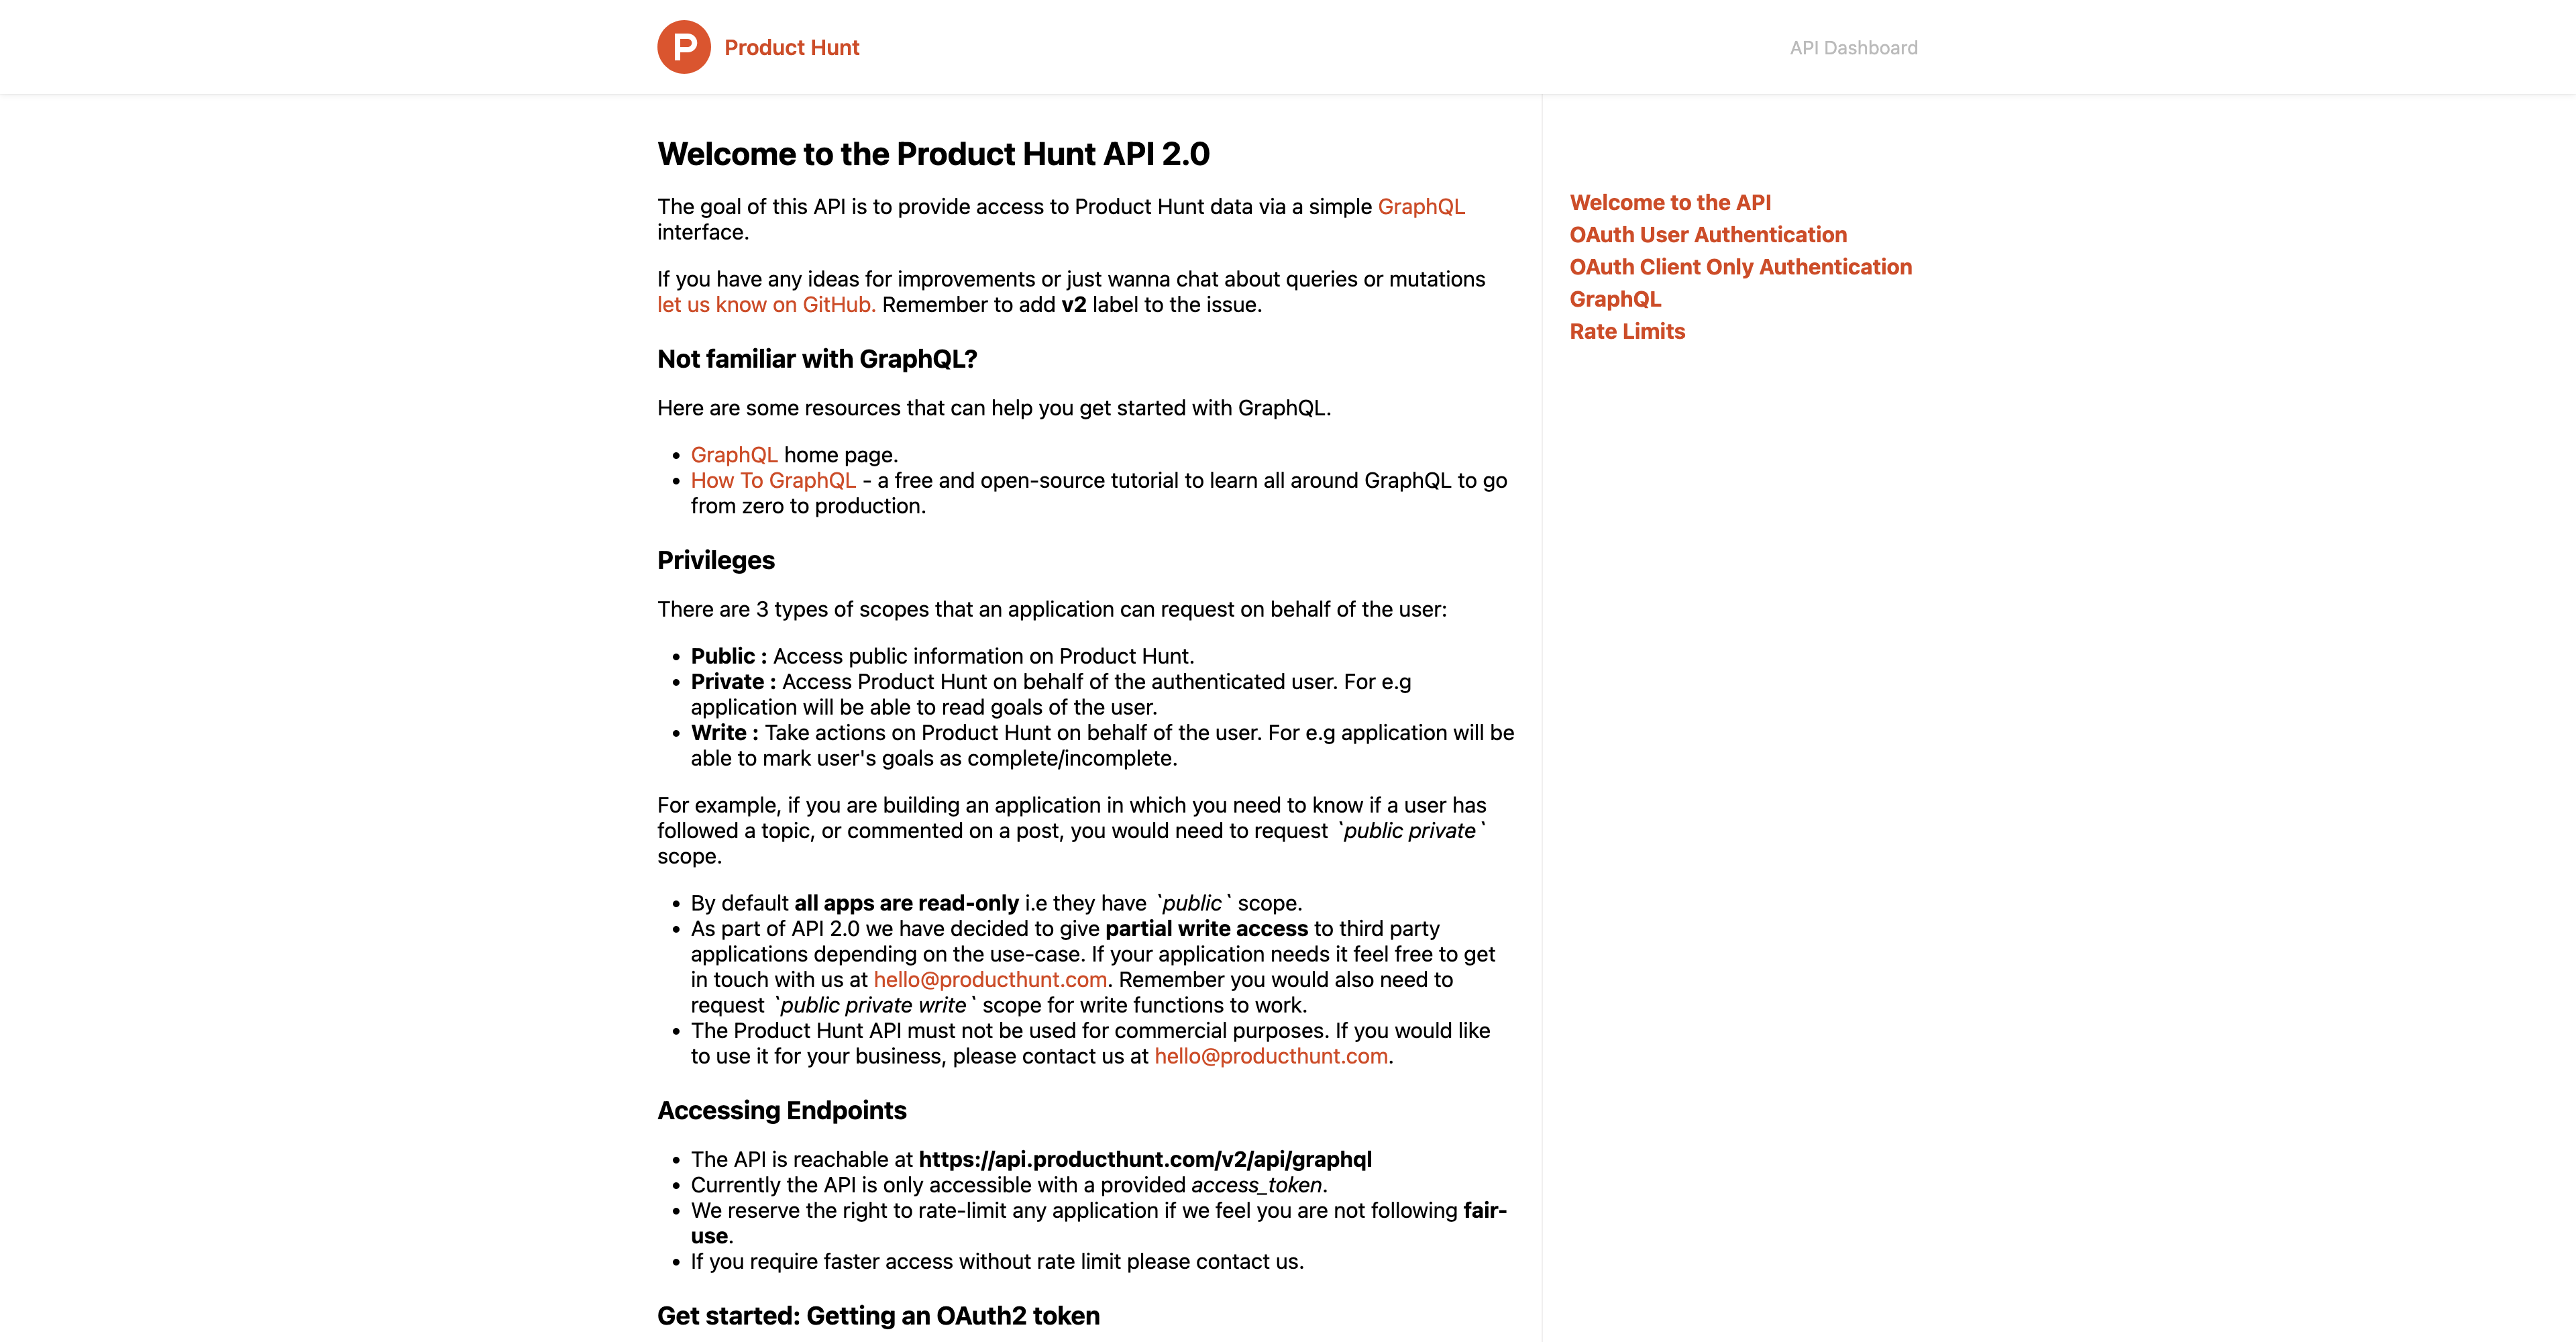 P Product Hunt
API Dashboard
Welcome to the Product Hunt API 2.0
The goal of this API is to provide access to Product Hunt data via a simple GraphQL
interface.
If you have any ideas for improvements or just wanna chat about queries or mutations
let us know on GitHub. Remember to add v2 label to the issue.
Not familiar with GraphQL?
Here are some resources that can help you get started with GraphQL.
• GraphQL home page.
• How To GraphQL - a free and open-source tutorial to learn all around GraphQL to go
from zero to production.
Privileges
There are 3 types of scopes that an application can request on behalf of the user:
• Public : Access public information on Product Hunt.
• Private : Access Product Hunt on behalf of the authenticated user. For e.g
application will be able to read goals of the user.
• Write : Take actions on Product Hunt on behalf of the user. For e.g application will be
able to mark user's goals as complete/incomplete.
For example, if you are building an application in which you need to know if a user has
followed a topic, or commented on a post, you would need to request `public private`
scope.
• By default all apps are read-only i.e they have `public` scope.
• As part of API 2.0 we have decided to give partial write access to third party
applications depending on the use-case. If your application needs it feel free to get
in touch with us at hello@producthunt.com. Remember you would also need to
request `public private write` scope for write functions to work.
• The Product Hunt API must not be used for commercial purposes. If you would like
to use it for your business, please contact us at hello@producthunt.com.
Accessing Endpoints
• The API is reachable at https://api.producthunt.com/v2/api/graphql
• Currently the API is only accessible with a provided access_token.
• We reserve the right to rate-limit any application if we feel you are not following fair-
use.
• If you require faster access without rate limit please contact us.
Get started: Getting an OAuth2 token
Welcome to the API
OAuth User Authentication
OAuth Client Only Authentication
GraphQL
Rate Limits